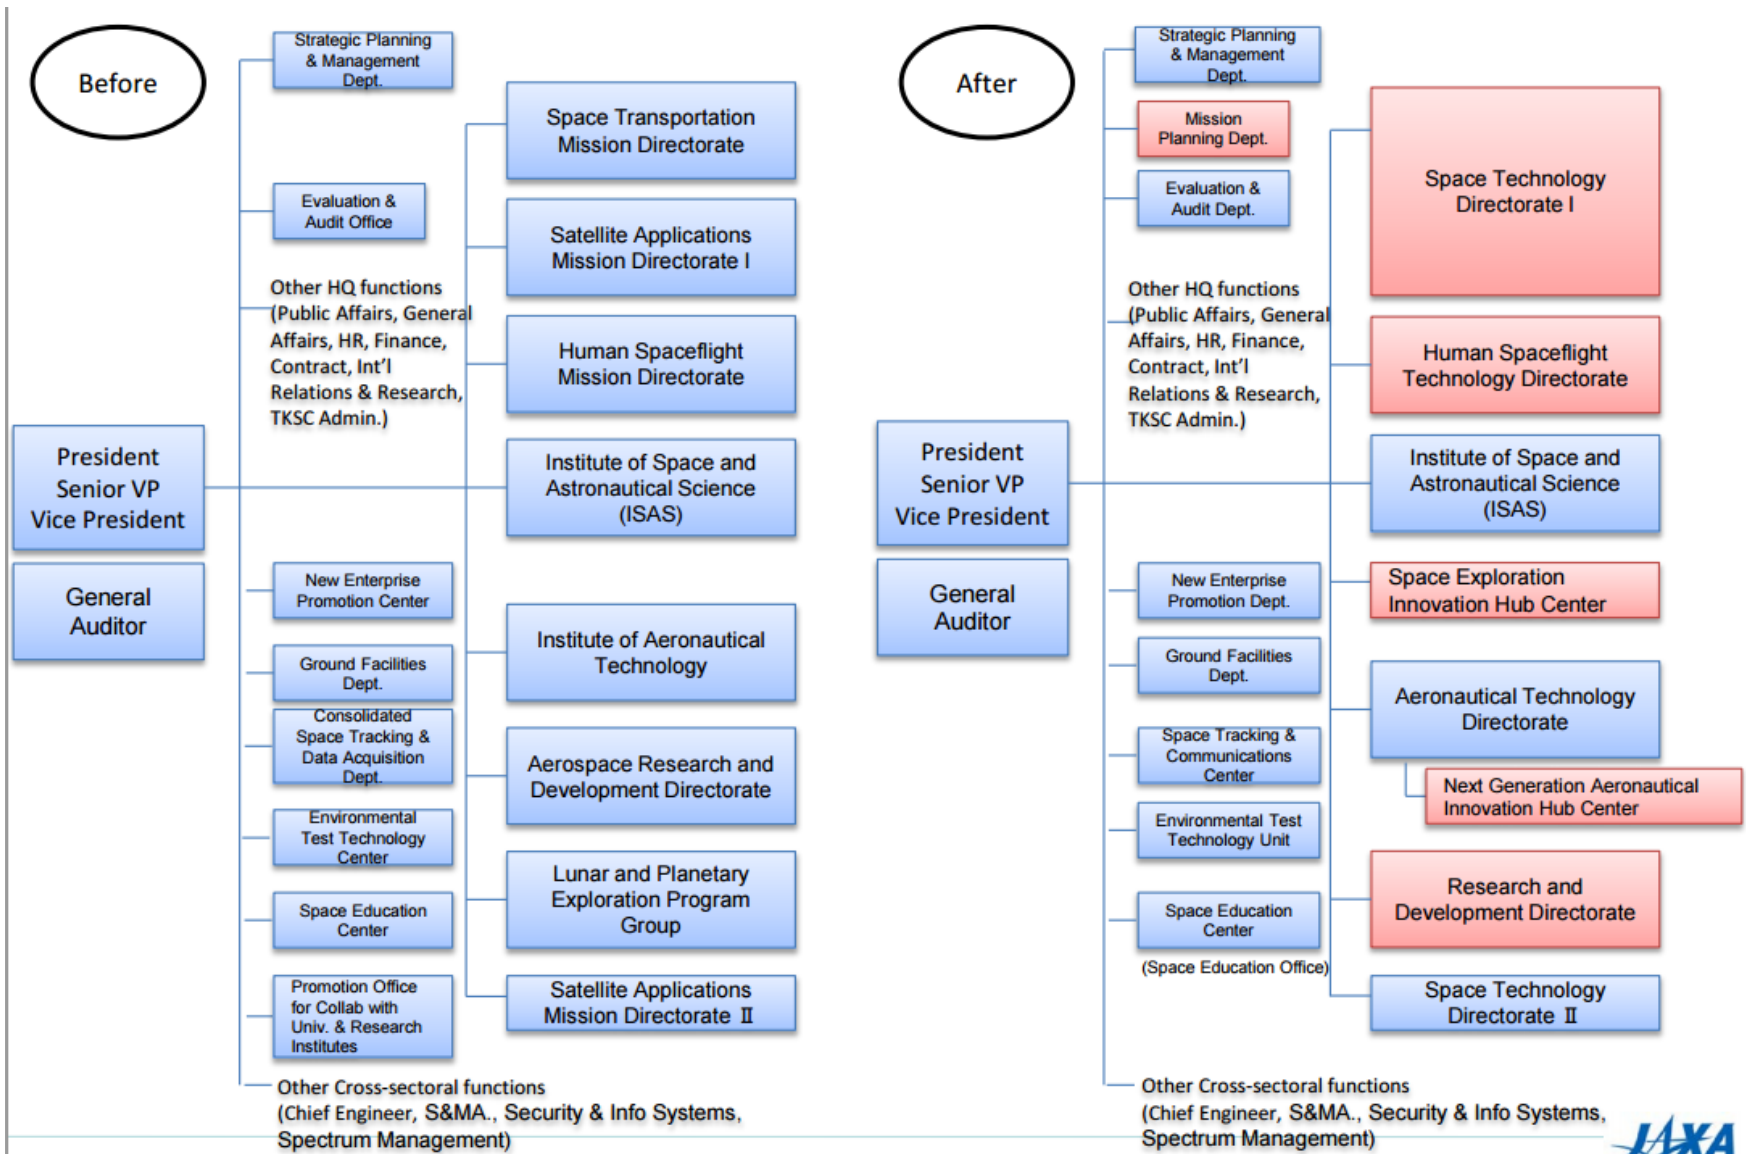 Before
Strategic Planning
& Management
Dept.
Evaluation &
Audit Office
Other HQ functions
(Public Affairs, General
Affairs, HR, Finance,
Contract, Int'l
Relations & Research,
TKSC Admin.)
President
Senior VP
Vice President
General
Auditor
New Enterprise
Promotion Center
Ground Facilities
Dept.
Consolidated
Space Tracking &
Data Acquisition
Dept.
Environmental
Test Technology
Center
Space Education
Center
Promotion Office
for Collab with
Univ. & Research
Institutes
Other Cross-sectoral functions
(Chief Engineer, S&MA., Security & Info Systems,
Spectrum Management)
Space Transportation
Mission Directorate
Satellite Applications
Mission Directorate I
Human Spaceflight
Mission Directorate
Institute of Space and
Astronautical Science
(ISAS)
Institute of Aeronautical
Technology
Aerospace Research and
Development Directorate
Lunar and Planetary
Exploration Program
Group
Satellite Applications
Mission Directorate Ⅱ
After
Strategic Planning
& Management
Dept.
Mission
Planning Dept.
Evaluation &
Audit Dept.
Other HQ functions
(Public Affairs, General
Affairs, HR, Finance,
Contract, Int'l
Relations & Research,
TKSC Admin.)
President
Senior VP
Vice President
General
Auditor
New Enterprise
Promotion Dept.
Ground Facilities
Dept.
Space Tracking &
Communications
Center
Environmental Test
Technology Unit
Space Education
Center
(Space Education Office)
Other Cross-sectoral functions
(Chief Engineer, S&MA., Security & Info Systems,
Spectrum Management)
Space Technology
Directorate I
Human Spaceflight
Technology Directorate
Institute of Space and
Astronautical Science
(ISAS)
Space Exploration
Innovation Hub Center
Aeronautical Technology
Directorate
Next Generation Aeronautical
Innovation Hub Center
Research and
Development Directorate
Space Technology
Directorate Ⅱ
JAXA